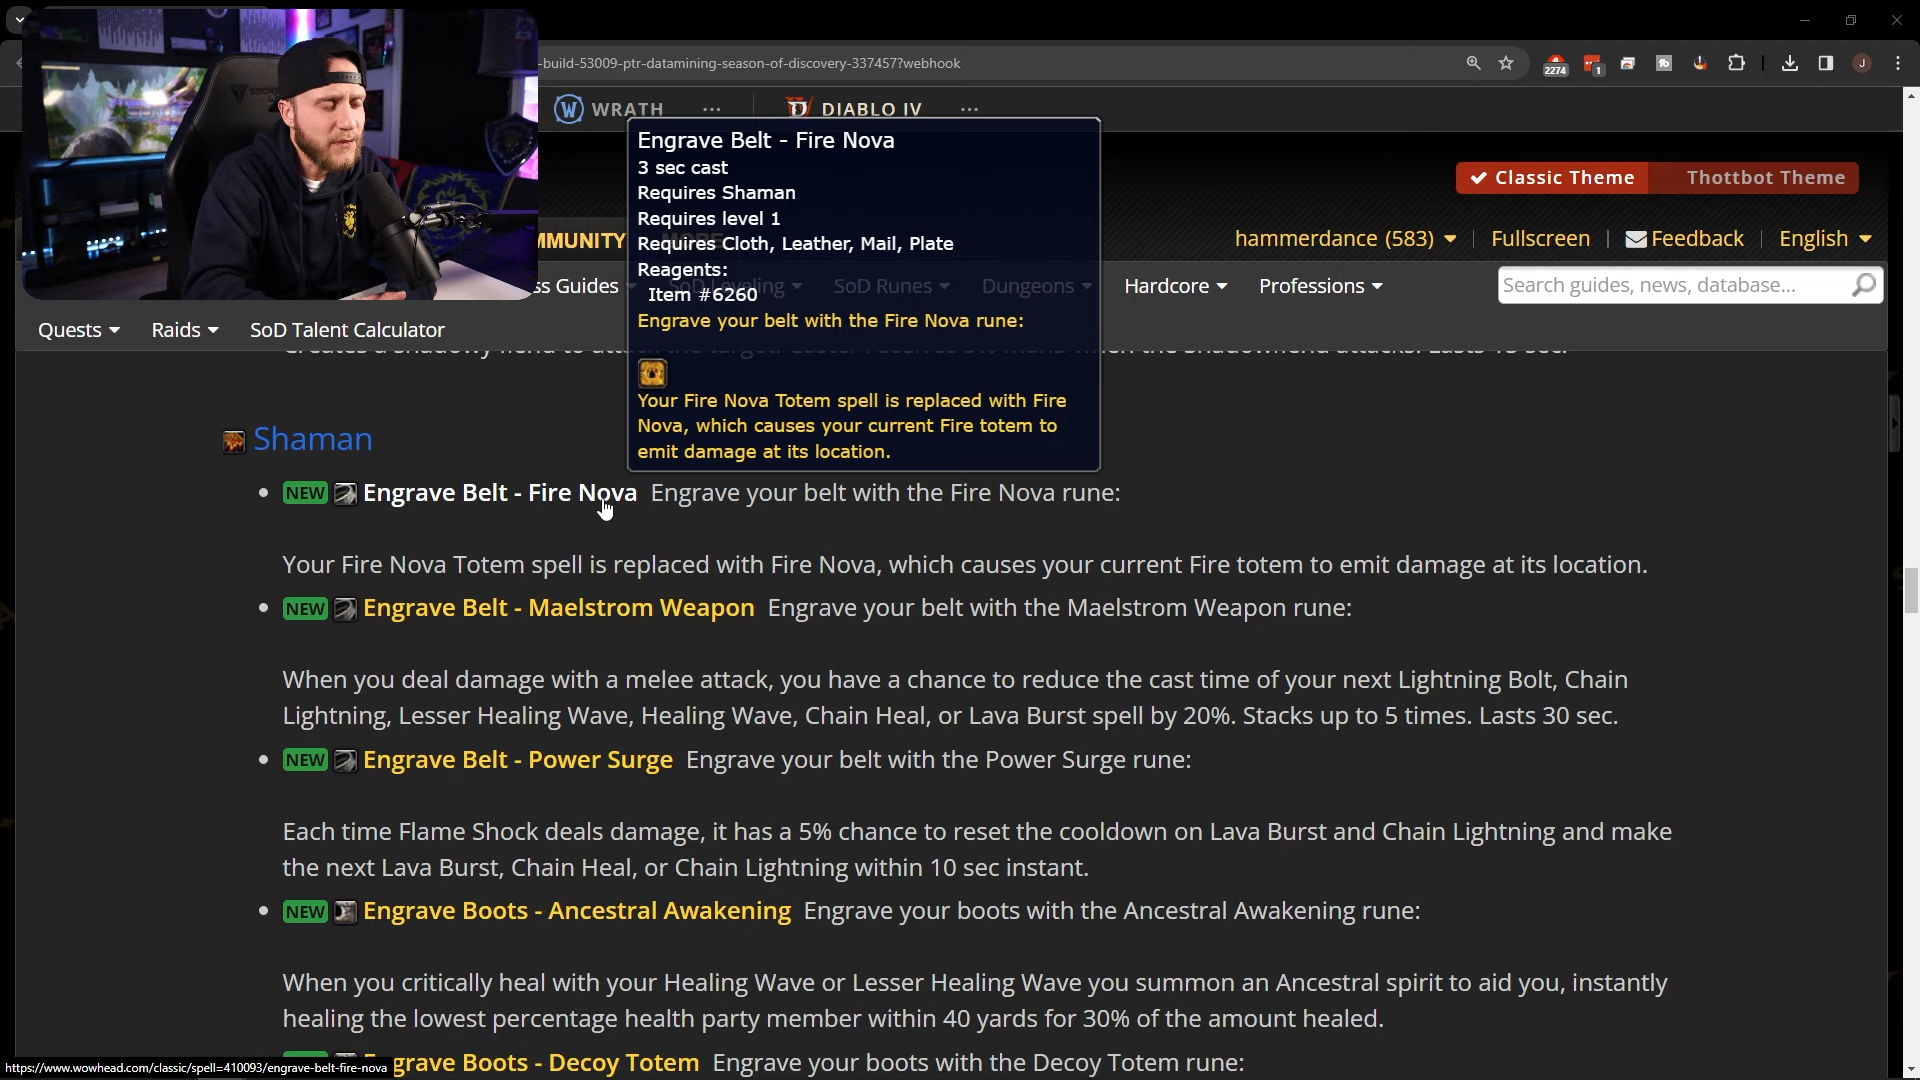 -build-53009-ptr-datamining-season-of-discovery-337457?webhook
2274
1
J
WRATH ...
DIABLO IV ...
Classic Theme
Thottbot Theme
MMUNITY
MORE
hammerdance (583)
Fullscreen
Feedback
English
ss Guides
SoD Leveling
SoD Runes
Dungeons
Hardcore
Professions
Search guides, news, database...
Quests
Raids
SoD Talent Calculator
Engrave Belt - Fire Nova
3 sec cast
Requires Shaman
Requires level 1
Requires Cloth, Leather, Mail, Plate
Reagents:
Item #6260
Engrave your belt with the Fire Nova rune:
Your Fire Nova Totem spell is replaced with Fire
Nova, which causes your current Fire totem to
emit damage at its location.
Shaman
NEW Engrave Belt - Fire Nova Engrave your belt with the Fire Nova rune:
Your Fire Nova Totem spell is replaced with Fire Nova, which causes your current Fire totem to emit damage at its location.
NEW Engrave Belt - Maelstrom Weapon Engrave your belt with the Maelstrom Weapon rune:
When you deal damage with a melee attack, you have a chance to reduce the cast time of your next Lightning Bolt, Chain
Lightning, Lesser Healing Wave, Healing Wave, Chain Heal, or Lava Burst spell by 20%. Stacks up to 5 times. Lasts 30 sec.
NEW Engrave Belt - Power Surge Engrave your belt with the Power Surge rune:
Each time Flame Shock deals damage, it has a 5% chance to reset the cooldown on Lava Burst and Chain Lightning and make
the next Lava Burst, Chain Heal, or Chain Lightning within 10 sec instant.
NEW Engrave Boots - Ancestral Awakening Engrave your boots with the Ancestral Awakening rune:
When you critically heal with your Healing Wave or Lesser Healing Wave you summon an Ancestral spirit to aid you, instantly
healing the lowest percentage health party member within 40 yards for 30% of the amount healed.
grave Boots - Decoy Totem Engrave your boots with the Decoy Totem rune:
https://www.wowhead.com/classic/spell=410093/engrave-belt-fire-nova